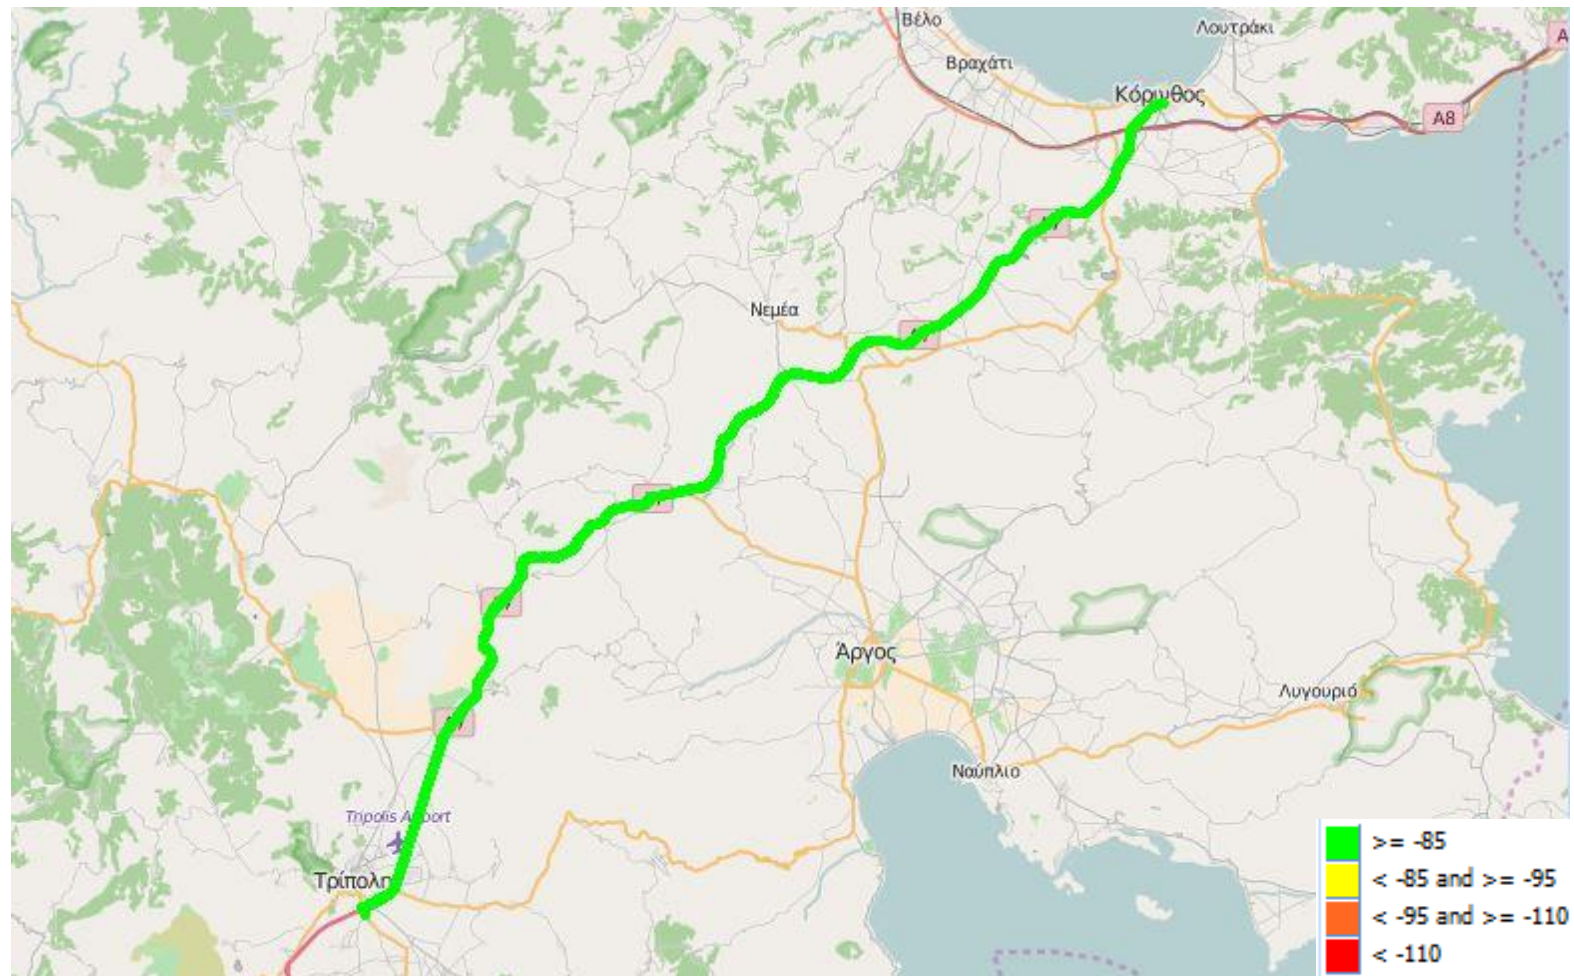 Βέλο
Λουτράκι
A
Βραχάτι
Κόρινθος
A8
Νεμέα
Άργος
Λυγουριό
Ναύπλιο
Tripolis Airport
Τρίπολη
>= -85
< -85 and >= -95
< -95 and >= -110
< -110